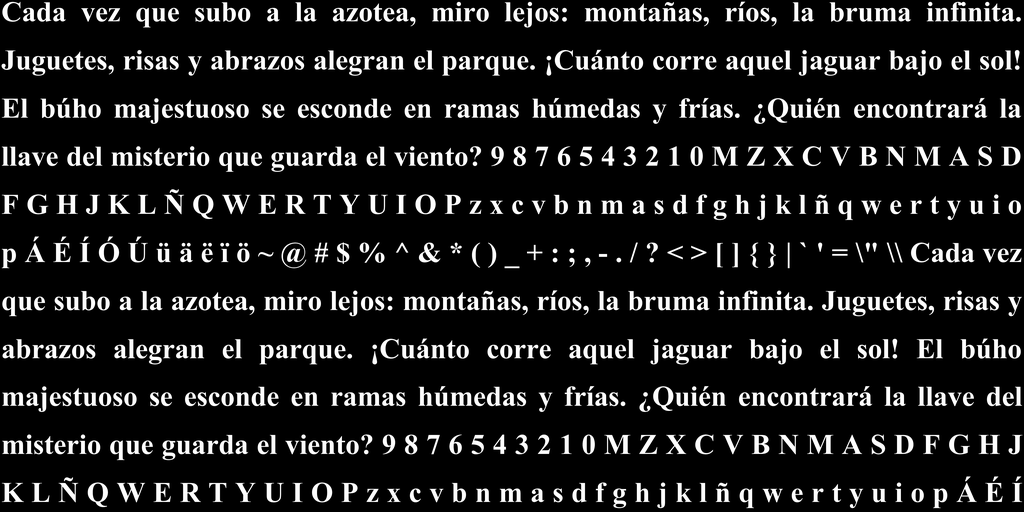 Cada vez que subo a la azotea, miro lejos: montañas, ríos, la bruma infinita.
Juguetes, risas y abrazos alegran el parque. ¡Cuánto corre aquel jaguar bajo el sol!
El búho majestuoso se esconde en ramas húmedas y frías. ¿Quién encontrará la
llave del misterio que guarda el viento? 9 8 7 6 5 4 3 2 1 0 M Z X C V B N M A S D
F G H J K L Ñ Q W E R T Y U I O P z x c v b n m a s d f g h j k l ñ q w e r t y u i o
p Á É Í Ó Ú ü ä ë ï ö ~ @ # $ % ^ & * ( ) _ + : ; , - . / ? < > [ ] { } | ` ' = \" \\ Cada vez
que subo a la azotea, miro lejos: montañas, ríos, la bruma infinita. Juguetes, risas y
abrazos alegran el parque. ¡Cuánto corre aquel jaguar bajo el sol! El búho
majestuoso se esconde en ramas húmedas y frías. ¿Quién encontrará la llave del
misterio que guarda el viento? 9 8 7 6 5 4 3 2 1 0 M Z X C V B N M A S D F G H J
K L Ñ Q W E R T Y U I O P z x c v b n m a s d f g h j k l ñ q w e r t y u i o p Á É Í